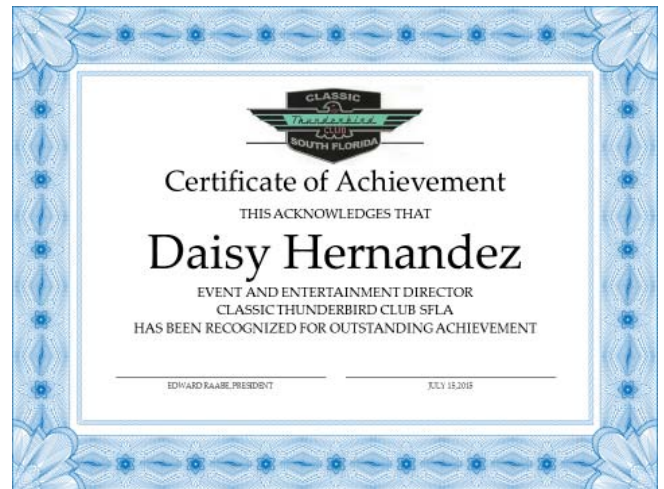 CLASSIC
Thunderbird
CLUB
SOUTH FLORIDA
Certificate of Achievement
THIS ACKNOWLEDGES THAT
Daisy Hernandez
EVENT AND ENTERTAINMENT DIRECTOR
CLASSIC THUNDERBIRD CLUB SFLA
HAS BEEN RECOGNIZED FOR OUTSTANDING ACHIEVEMENT
EDWARD RAABE, PRESIDENT
JULY 15,2015